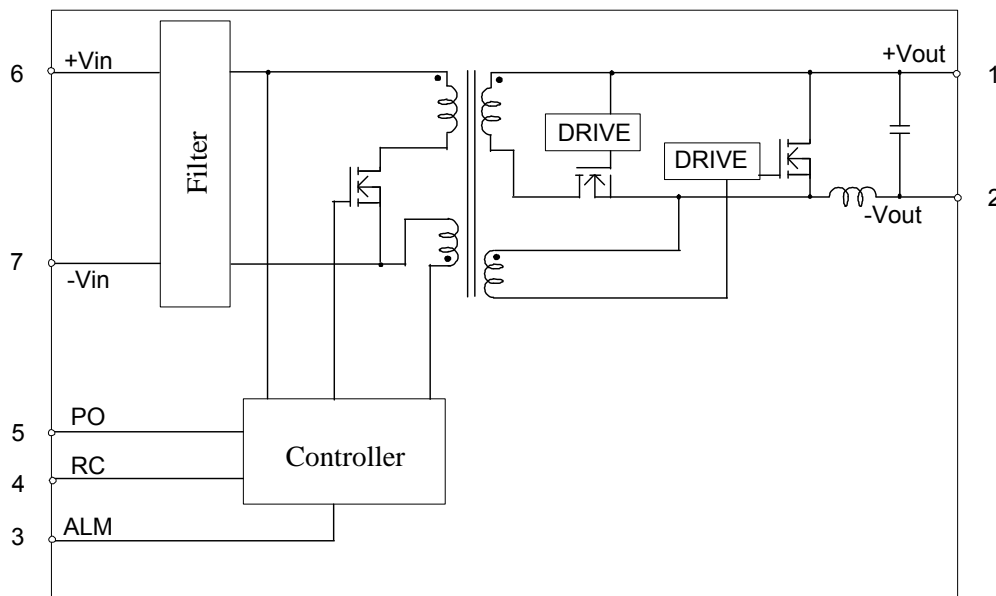 6 +Vin
Filter
7 -Vin
DRIVE
DRIVE
+Vout 1
-Vout 2
5 PO
4 RC
3 ALM
Controller